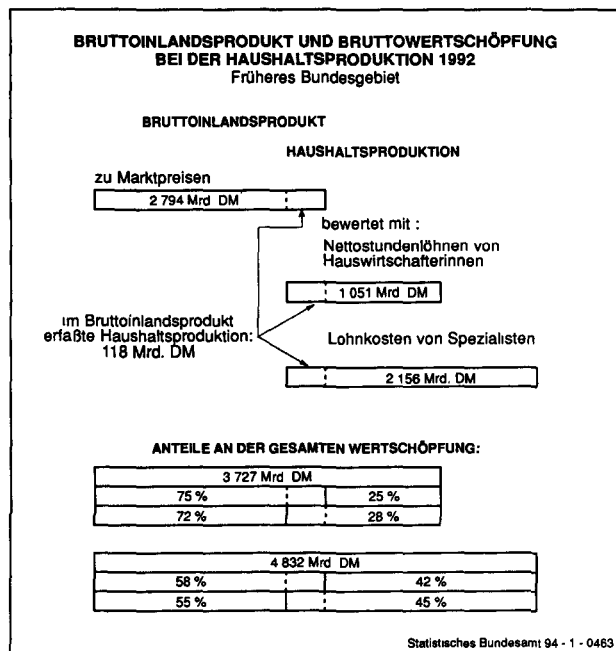 BRUTTOINLANDSPRODUKT UND BRUTTOWERTSCHÖPFUNG
BEI DER HAUSHALTSPRODUKTION 1992
Früheres Bundesgebiet
BRUTTOINLANDSPRODUKT
HAUSHALTSPRODUKTION
zu Marktpreisen
2 794 Mrd DM
bewertet mit :
Nettostundenlöhnen von
Hauswirtschafterinnen
1 051 Mrd DM
im Bruttoinlandsprodukt
erfaßte Haushaltsproduktion:
118 Mrd. DM
Lohnkosten von Spezialisten
2 156 Mrd. DM
ANTEILE AN DER GESAMTEN WERTSCHÖPFUNG:
3 727 Mrd DM
75 % 25 %
72 % 28 %
4 832 Mrd DM
58 % 42 %
55 % 45 %
Statistisches Bundesamt 94 - 1 - 0463